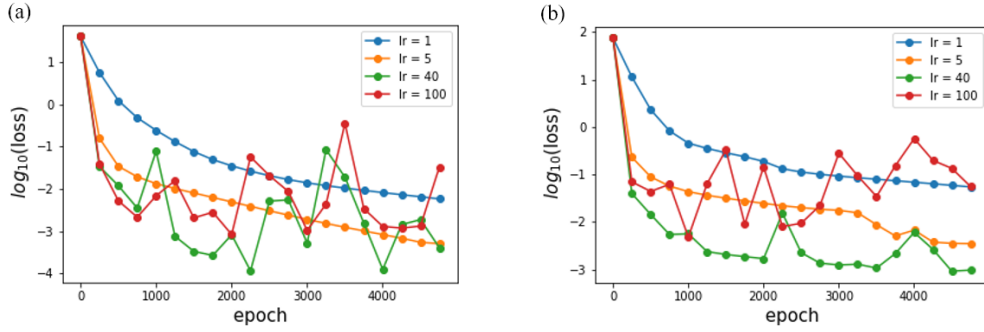 (a)
1
0
−1
−2
−3
−4
log10(loss)
lr = 1
lr = 5
lr = 40
lr = 100
0 1000 2000 3000 4000
epoch
(b)
2
1
0
−1
−2
−3
log10(loss)
lr = 1
lr = 5
lr = 40
lr = 100
0 1000 2000 3000 4000
epoch